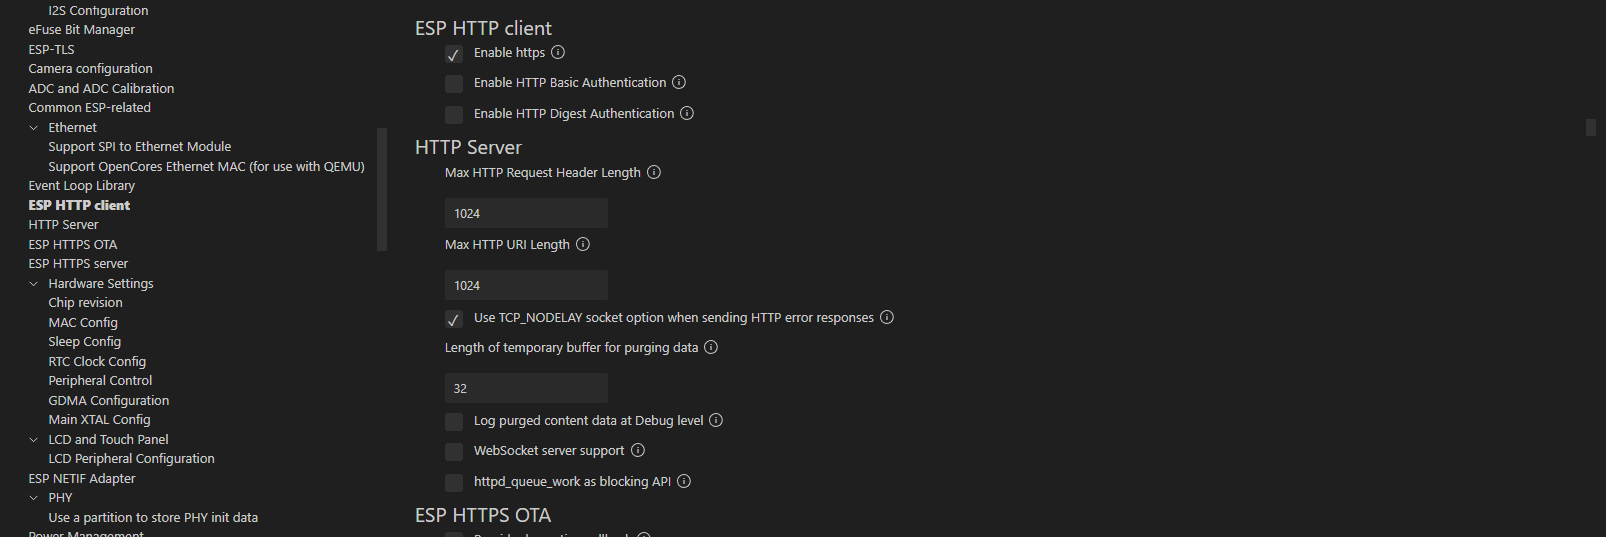 I2S Configuration
eFuse Bit Manager
ESP-TLS
Camera configuration
ADC and ADC Calibration
Common ESP-related
Ethernet
Support SPI to Ethernet Module
Support OpenCores Ethernet MAC (for use with QEMU)
Event Loop Library
ESP HTTP client
HTTP Server
ESP HTTPS OTA
ESP HTTPS server
Hardware Settings
Chip revision
MAC Config
Sleep Config
RTC Clock Config
Peripheral Control
GDMA Configuration
Main XTAL Config
LCD and Touch Panel
LCD Peripheral Configuration
ESP NETIF Adapter
PHY
Use a partition to store PHY init data
Power Management
ESP HTTP client
Enable https
Enable HTTP Basic Authentication
Enable HTTP Digest Authentication
HTTP Server
Max HTTP Request Header Length
1024
Max HTTP URI Length
1024
Use TCP_NODELAY socket option when sending HTTP error responses
Length of temporary buffer for purging data
32
Log purged content data at Debug level
WebSocket server support
httpd_queue_work as blocking API
ESP HTTPS OTA